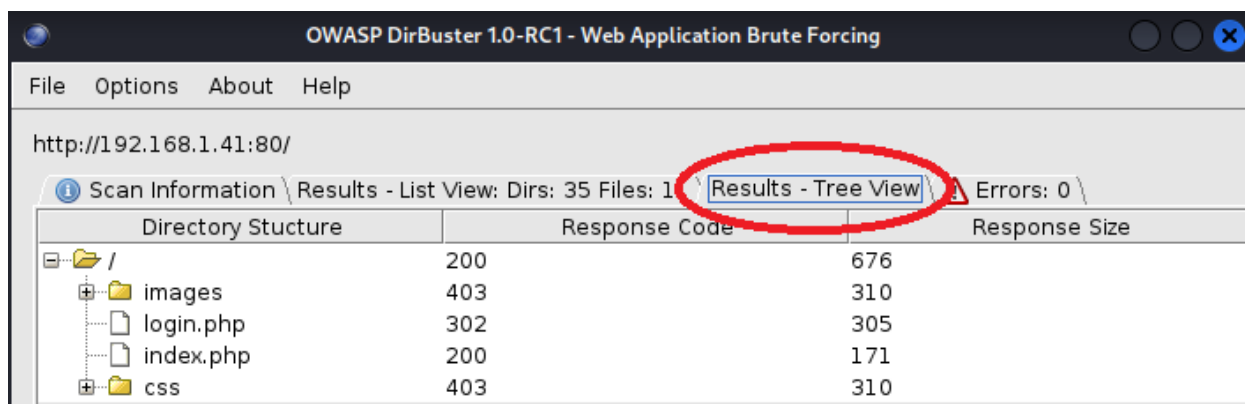 OWASP DirBuster 1.0-RC1 - Web Application Brute Forcing
File Options About Help
http://192.168.1.41:80/
Scan Information Results - List View: Dirs: 35 Files: Results - Tree View Errors: 0
Directory Stucture Response Code Response Size
/ 200 676
images 403 310
login.php 302 305
index.php 200 171
css 403 310